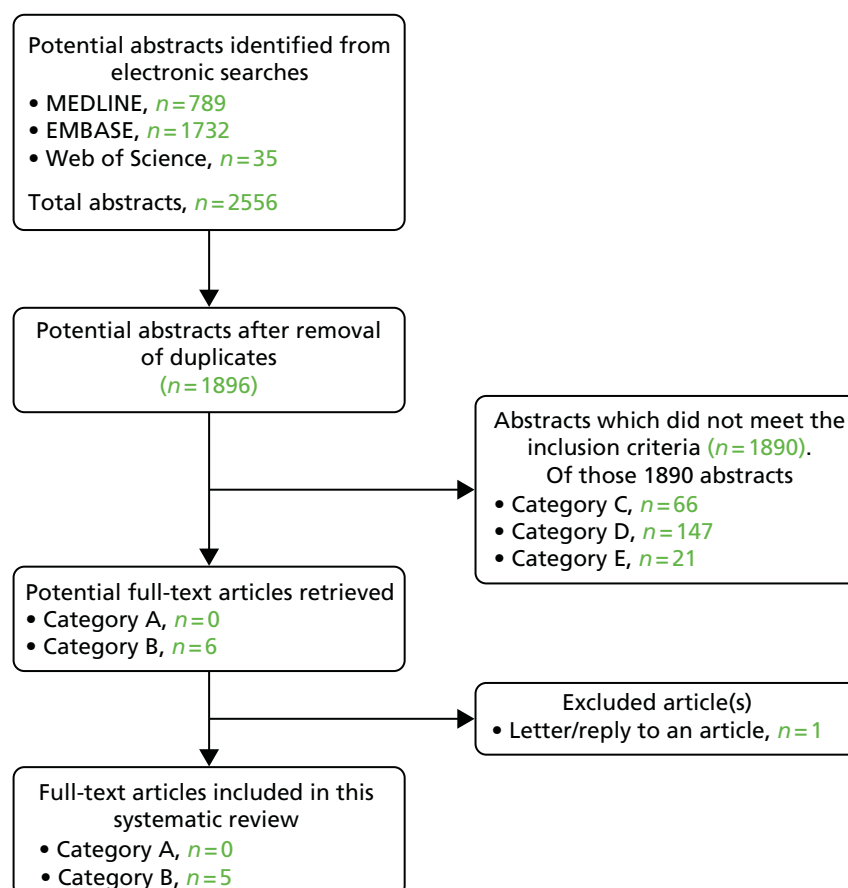 Potential abstracts identified from
electronic searches
• MEDLINE, n=789
• EMBASE, n=1732
• Web of Science, n=35
Total abstracts, n=2556
Potential abstracts after removal
of duplicates
(n=1896)
Abstracts which did not meet the
inclusion criteria (n=1890).
Of those 1890 abstracts
• Category C, n=66
• Category D, n=147
• Category E, n=21
Potential full-text articles retrieved
• Category A, n=0
• Category B, n=6
Excluded article(s)
• Letter/reply to an article, n=1
Full-text articles included in this
systematic review
• Category A, n=0
• Category B, n=5